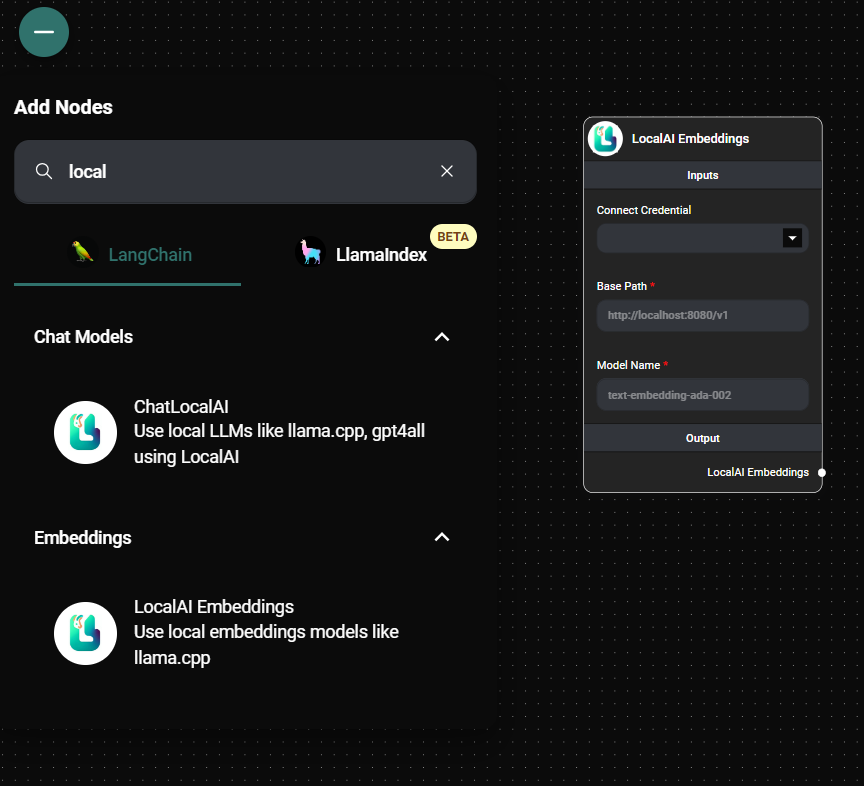 Add Nodes
local
LangChain
LlamaIndex
BETA
Chat Models
ChatLocalAI
Use local LLMs like llama.cpp, gpt4all
using LocalAI
Embeddings
LocalAI Embeddings
Use local embeddings models like
llama.cpp
LocalAI Embeddings
Inputs
Connect Credential
Base Path *
http://localhost:8080/v1
Model Name *
text-embedding-ada-002
Output
LocalAI Embeddings